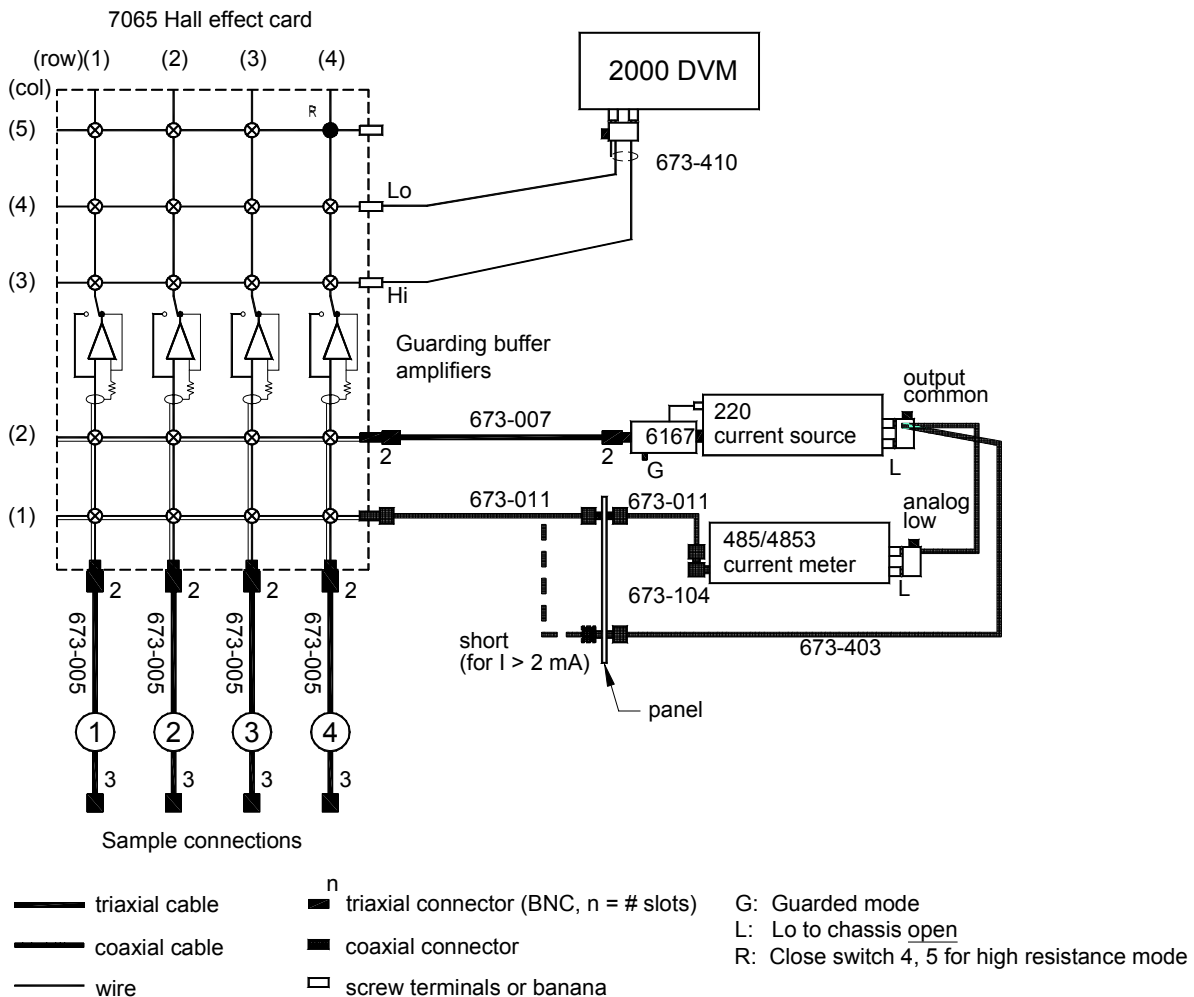 7065 Hall effect card
(row)(1) (2) (3) (4)
(col)
2000 DVM
R
(5)
673-410
(4)
Lo
(3)
Hi
Guarding buffer
amplifiers
output
common
(2)
673-007
220
current source
6167
2
2
G
L
(1)
673-011
673-011
analog
low
485/4853
current meter
2
2
2
2
673-104
L
673-005
673-005
673-005
673-005
short
(for I > 2 mA)
673-403
panel
1
2
3
4
3
3
3
3
Sample connections
triaxial cable
coaxial cable
wire
n
triaxial connector (BNC, n = # slots)
coaxial connector
screw terminals or banana
G: Guarded mode
L: Lo to chassis open
R: Close switch 4, 5 for high resistance mode